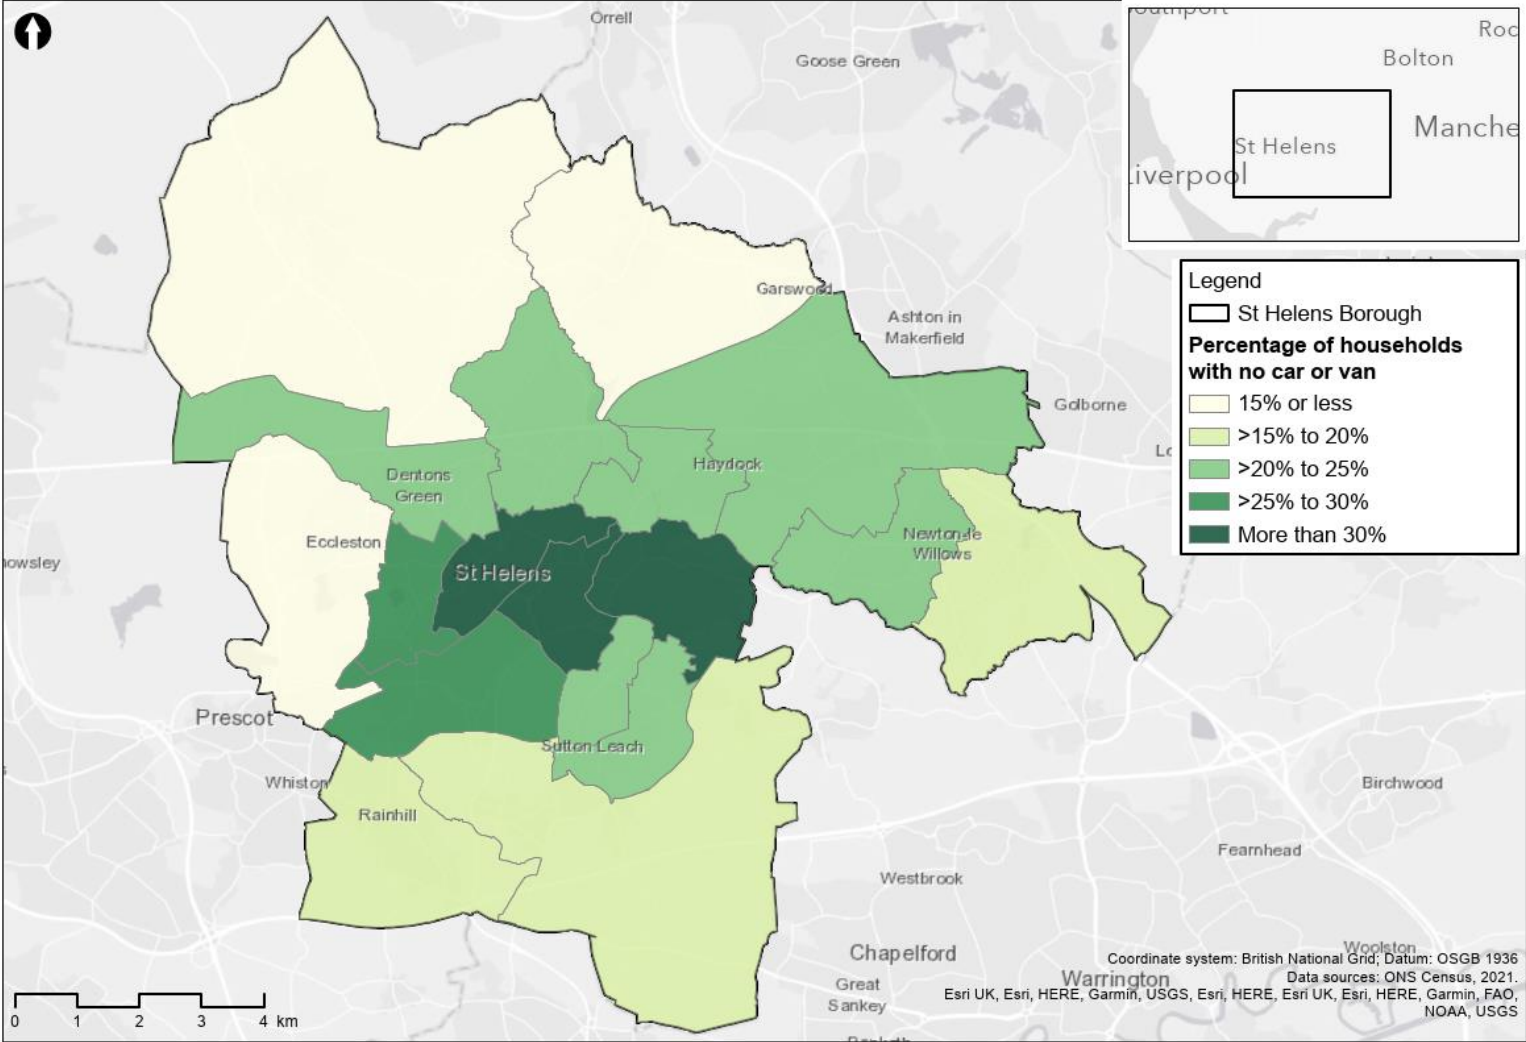 Orrell
Goose Green
Bolton
Manche
St Helens
Liverpool
Legend
St Helens Borough
Percentage of households
with no car or van
15% or less
>15% to 20%
>20% to 25%
>25% to 30%
More than 30%
Garswood
Ashton in
Makerfield
Golborne
Haydock
Dentons
Green
Eccleston
Newton-le
Willows
St Helens
Prescot
Sutton Leach
Whiston
Rainhill
Birchwood
Fearnhead
Westbrook
Chapelford
Great
Sankey
Warrington
Woolston
Coordinate system: British National Grid; Datum: OSGB 1936
Data sources: ONS Census, 2021.
Esri UK, Esri, HERE, Garmin, USGS, Esri, HERE, Esri UK, Esri, HERE, Garmin, FAO,
NOAA, USGS
0 1 2 3 4 km